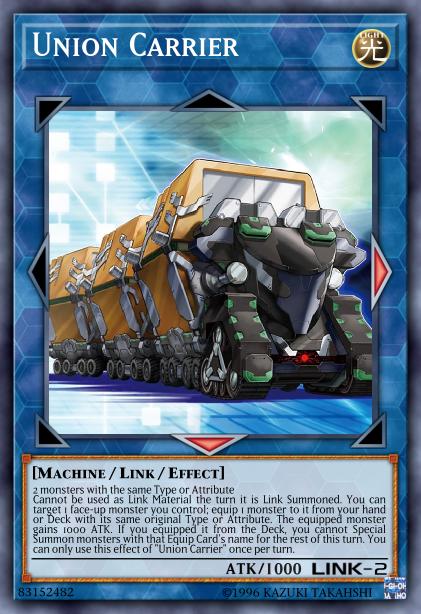 UNION CARRIER
LIGHT
光
[MACHINE / LINK / EFFECT]
2 monsters with the same Type or Attribute
Cannot be used as Link Material the turn it is Link Summoned. You can
target 1 face-up monster you control; equip 1 monster to it from your hand
or Deck with its same original Type or Attribute. The equipped monster
gains 1000 ATK. If you equipped it from the Deck, you cannot Special
Summon monsters with that Equip Card's name for the rest of this turn. You
can only use this effect of "Union Carrier" once per turn.
ATK/1000 LINK-2
83152482 ©1996 KAZUKI TAKAHSHI